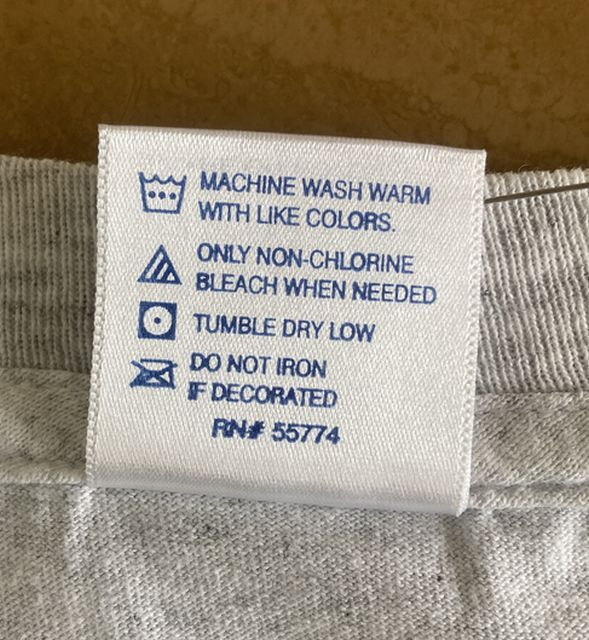 MACHINE WASH WARM
WITH LIKE COLORS.
ONLY NON-CHLORINE
BLEACH WHEN NEEDED
TUMBLE DRY LOW
DO NOT IRON
IF DECORATED
RN# 55774